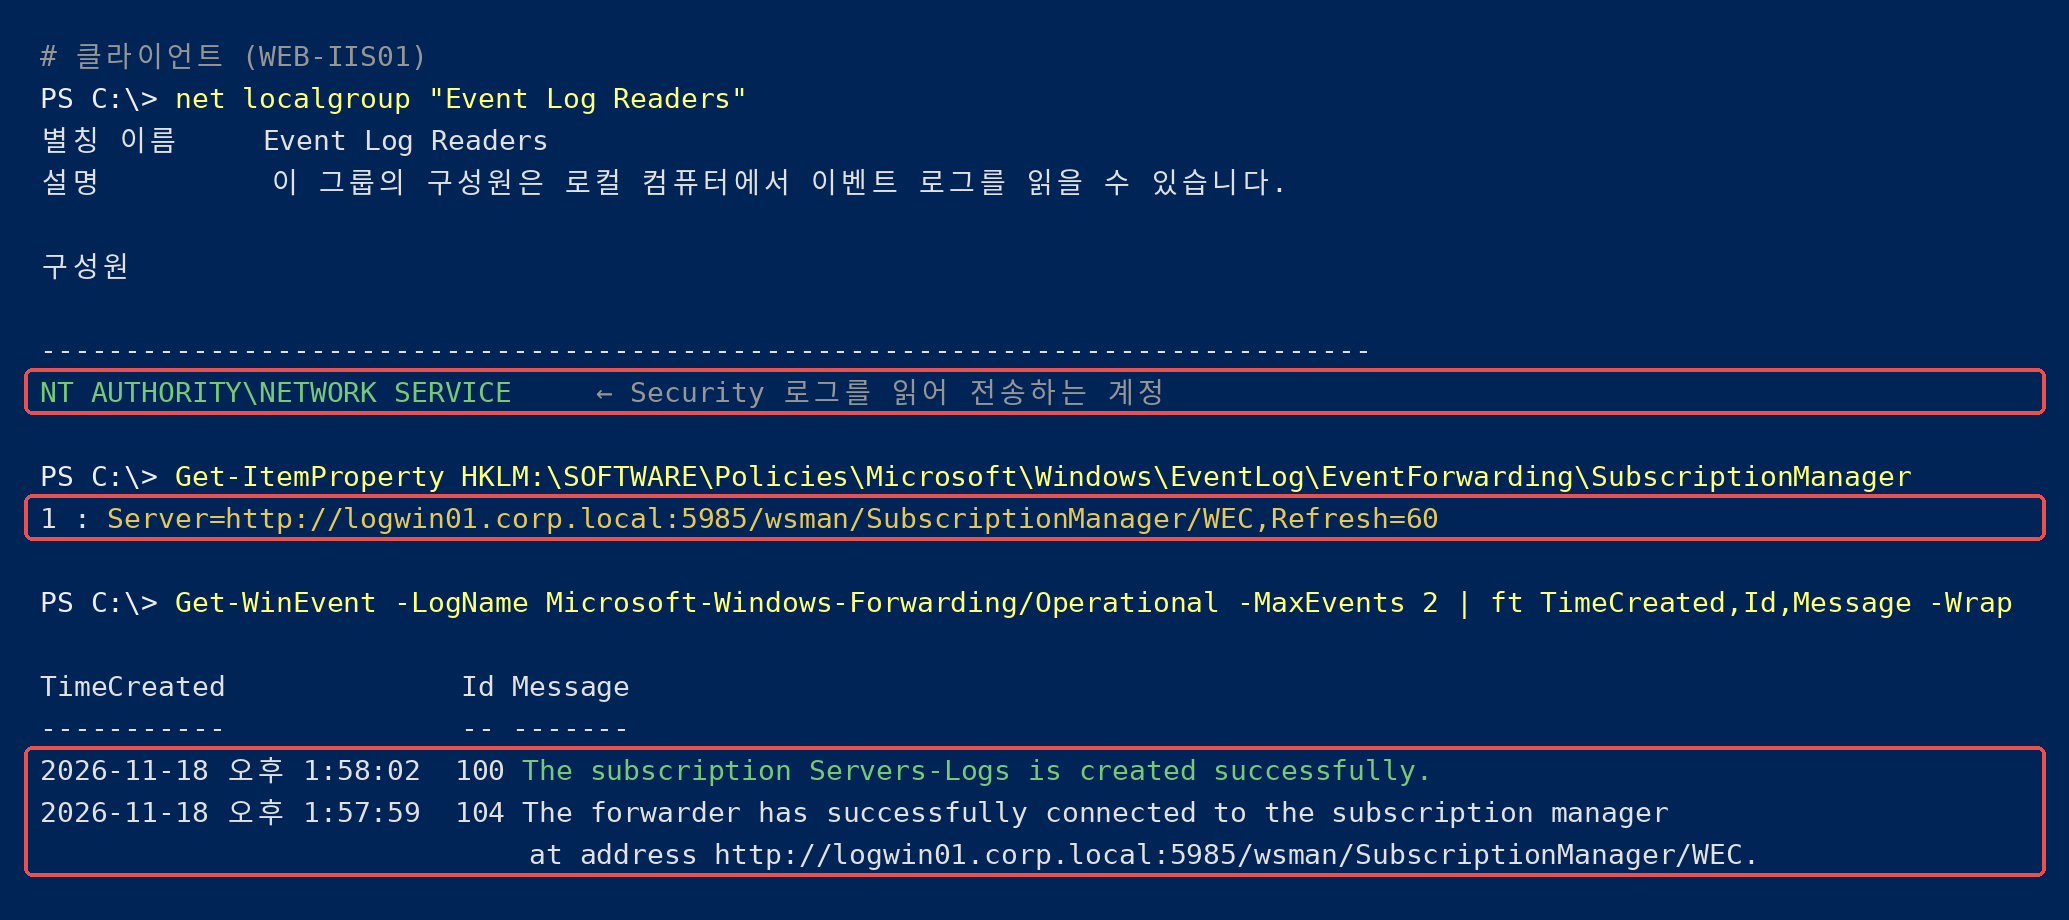 # 클라이언트 (WEB-IIS01)
PS C:\> net localgroup "Event Log Readers"
별칭 이름     Event Log Readers
설명          이 그룹의 구성원은 로컬 컴퓨터에서 이벤트 로그를 읽을 수 있습니다.
구성원
-------------------------------------------------------------------------------
NT AUTHORITY\NETWORK SERVICE     ← Security 로그를 읽어 전송하는 계정
PS C:\> Get-ItemProperty HKLM:\SOFTWARE\Policies\Microsoft\Windows\EventLog\EventForwarding\SubscriptionManager
1 : Server=http://logwin01.corp.local:5985/wsman/SubscriptionManager/WEC,Refresh=60
PS C:\> Get-WinEvent -LogName Microsoft-Windows-Forwarding/Operational -MaxEvents 2 | ft TimeCreated,Id,Message -Wrap
TimeCreated              Id Message
-----------              -- -------
2026-11-18 오후 1:58:02  100 The subscription Servers-Logs is created successfully.
2026-11-18 오후 1:57:59  104 The forwarder has successfully connected to the subscription manager
                             at address http://logwin01.corp.local:5985/wsman/SubscriptionManager/WEC.